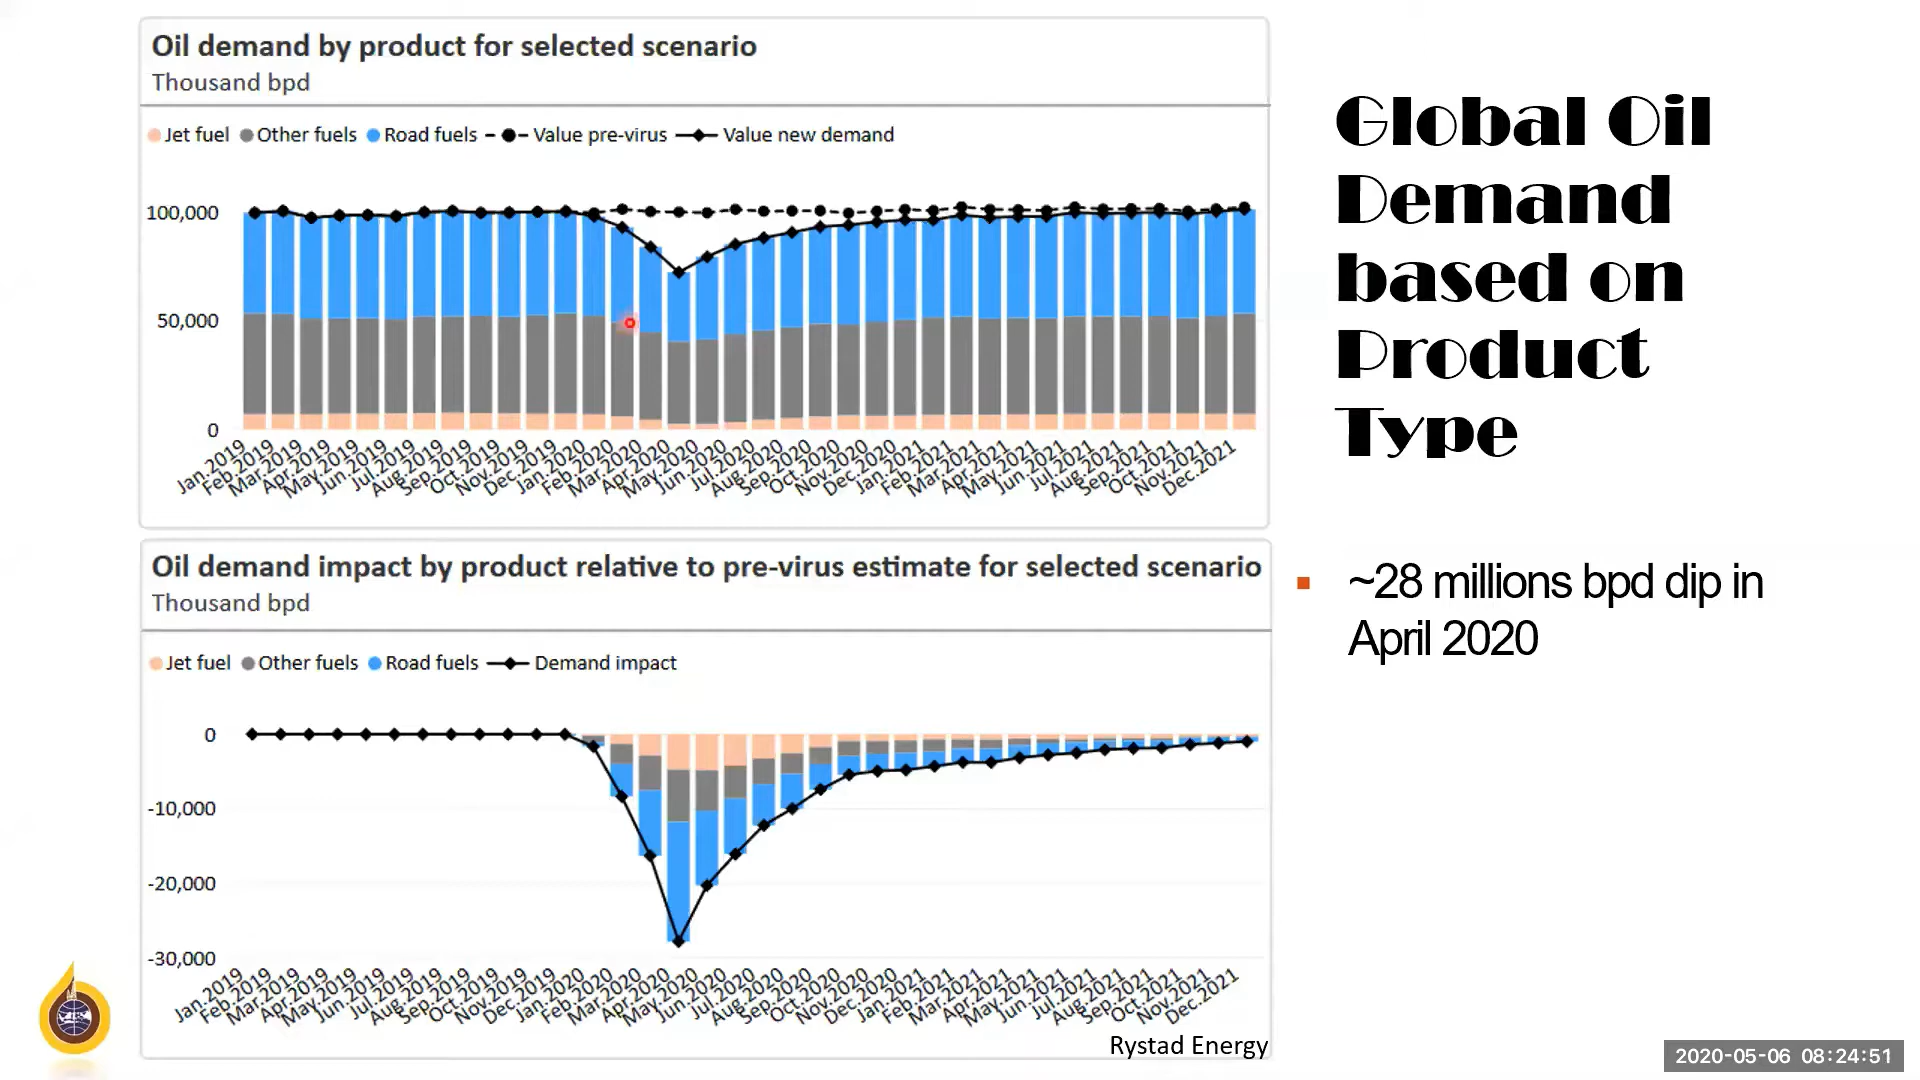 Oil demand by product for selected scenario
Thousand bpd
Jet fuel Other fuels Road fuels Value pre-virus Value new demand
100,000
50,000
0
Jan.2019 Feb.2019 Mar.2019 Apr.2019 May.2019 Jun.2019 Jul.2019 Aug.2019 Sep.2019 Oct.2019 Nov.2019 Dec.2019 Jan.2020 Feb.2020 Mar.2020 Apr.2020 May.2020 Jun.2020 Jul.2020 Aug.2020 Sep.2020 Oct.2020 Nov.2020 Dec.2020 Jan.2021 Feb.2021 Mar.2021 Apr.2021 May.2021 Jun.2021 Jul.2021 Aug.2021 Sep.2021 Oct.2021 Nov.2021 Dec.2021
Oil demand impact by product relative to pre-virus estimate for selected scenario
Thousand bpd
Jet fuel Other fuels Road fuels Demand impact
0
-10,000
-20,000
-30,000
Jan.2019 Feb.2019 Mar.2019 Apr.2019 May.2019 Jun.2019 Jul.2019 Aug.2019 Sep.2019 Oct.2019 Nov.2019 Dec.2019 Jan.2020 Feb.2020 Mar.2020 Apr.2020 May.2020 Jun.2020 Jul.2020 Aug.2020 Sep.2020 Oct.2020 Nov.2020 Dec.2020 Jan.2021 Feb.2021 Mar.2021 Apr.2021 May.2021 Jun.2021 Jul.2021 Aug.2021 Sep.2021 Oct.2021 Nov.2021 Dec.2021
Rystad Energy
Global Oil
Demand
based on
Product
Type
~28 millions bpd dip in
April 2020
2020-05-06 08:24:51